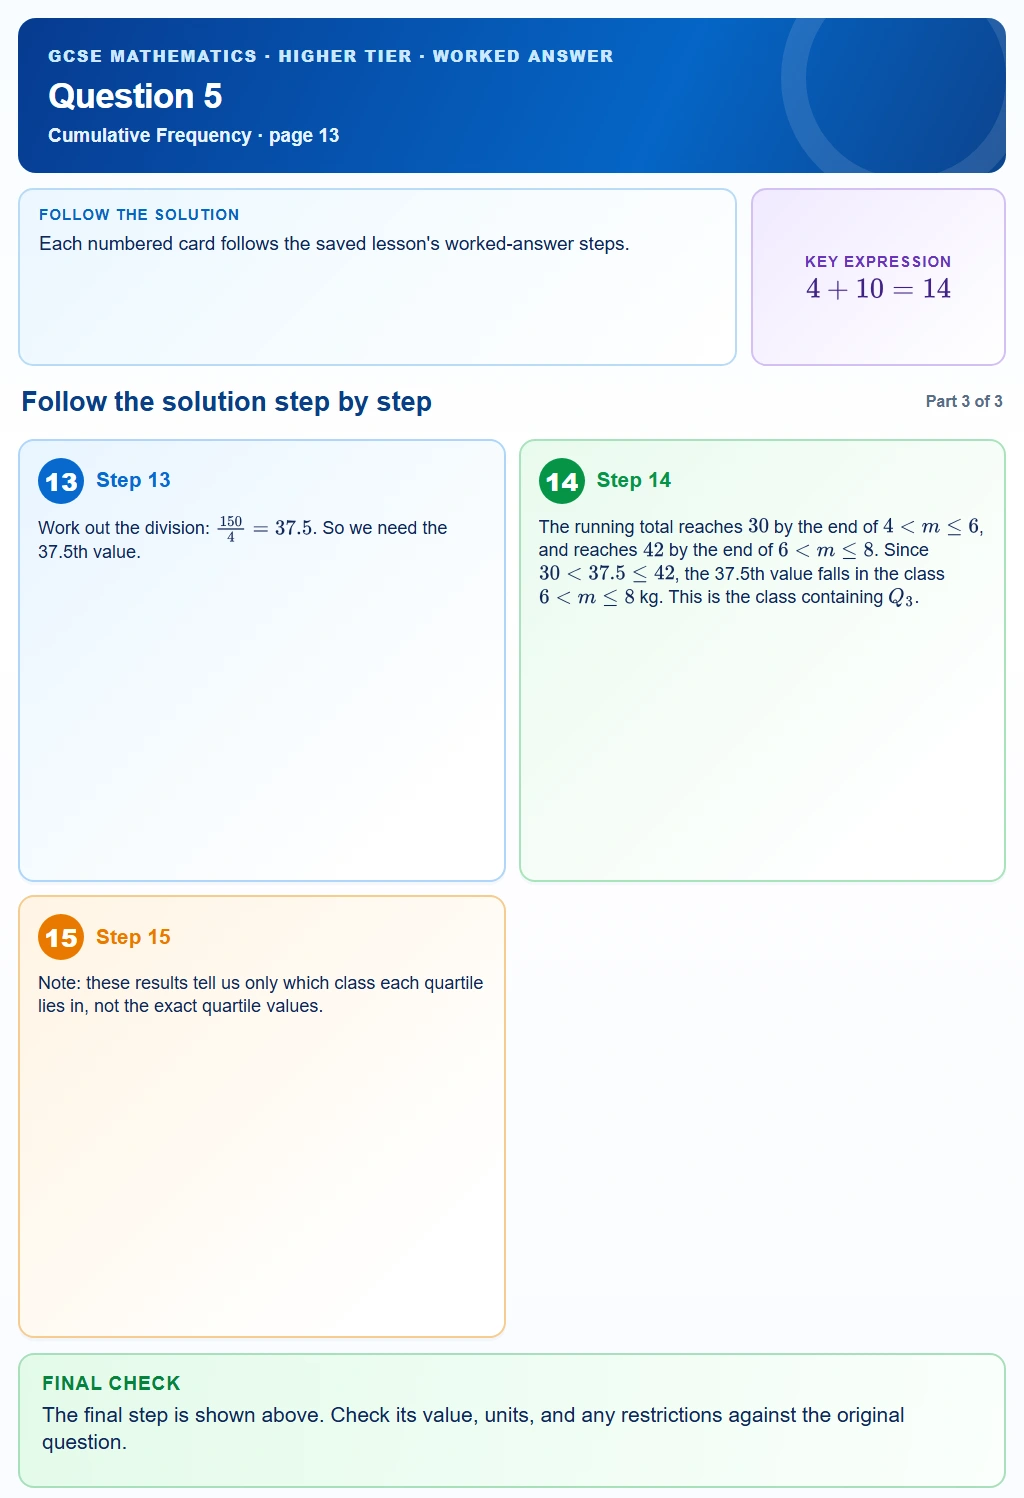 GCSE MATHEMATICS · HIGHER TIER · WORKED ANSWER
Question 5
Cumulative Frequency · page 13
FOLLOW THE SOLUTION
Each numbered card follows the saved lesson's worked-answer steps.
KEY EXPRESSION
4 + 10 = 14
Follow the solution step by step
Part 3 of 3
13 Step 13
Work out the division: 150/4 = 37.5. So we need the
37.5th value.
14 Step 14
The running total reaches 30 by the end of 4 < m ≤ 6,
and reaches 42 by the end of 6 < m ≤ 8. Since
30 < 37.5 ≤ 42, the 37.5th value falls in the class
6 < m ≤ 8 kg. This is the class containing Q₃.
15 Step 15
Note: these results tell us only which class each quartile
lies in, not the exact quartile values.
FINAL CHECK
The final step is shown above. Check its value, units, and any restrictions against the original
question.